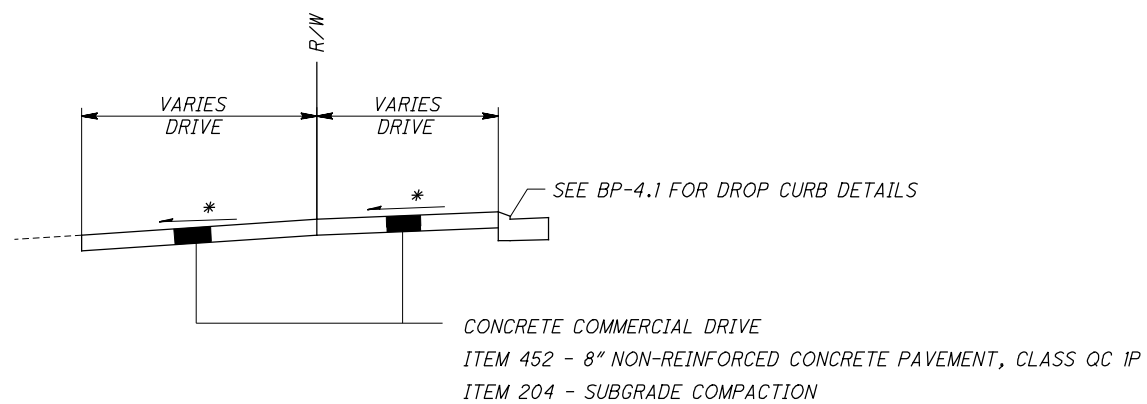 R/W
VARIES
DRIVE
VARIES
DRIVE
*
*
SEE BP-4.1 FOR DROP CURB DETAILS
CONCRETE COMMERCIAL DRIVE
ITEM 452 - 8" NON-REINFORCED CONCRETE PAVEMENT, CLASS QC 1P
ITEM 204 - SUBGRADE COMPACTION